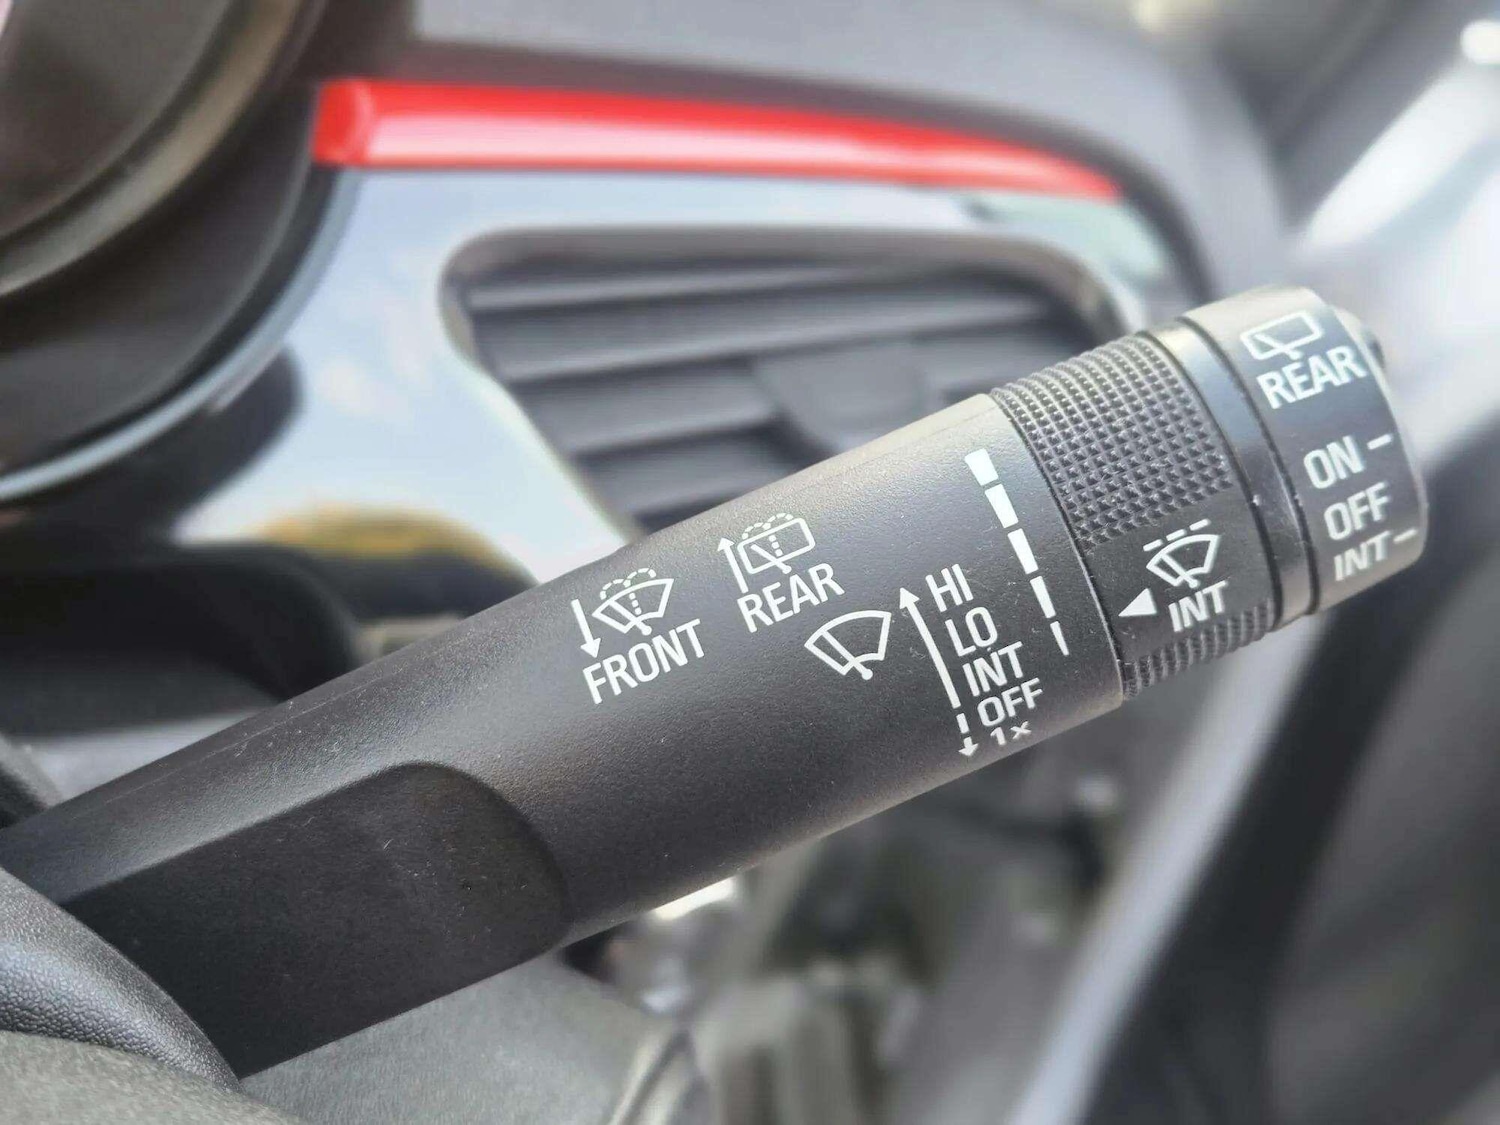 FRONT
REAR
HI
LO
INT
OFF
1x
INT
REAR
ON –
OFF
INT –